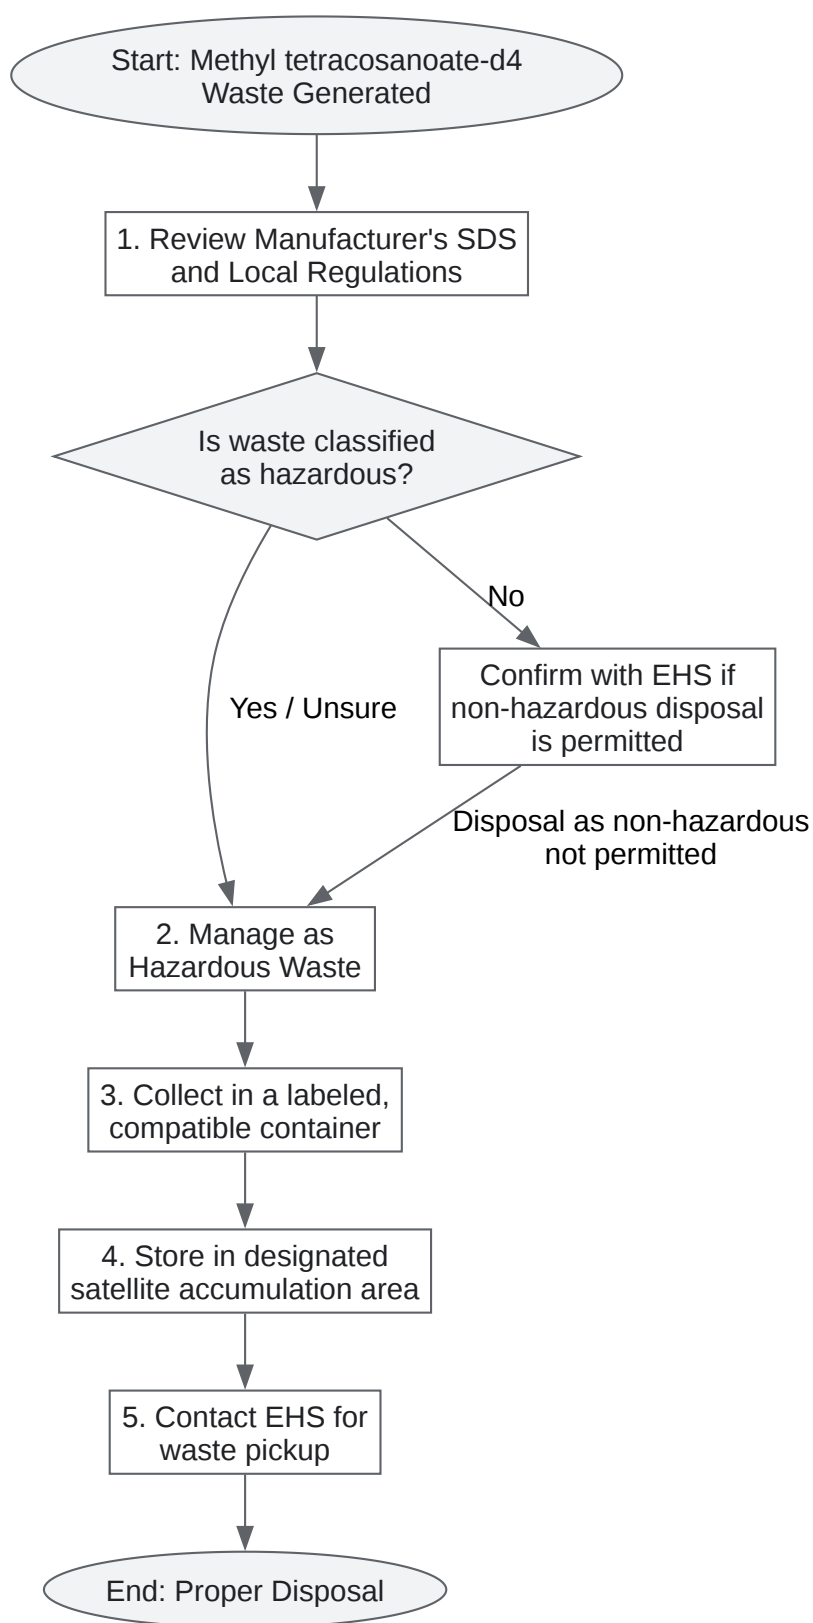 Start: Methyl tetracosanoate-d4
Waste Generated
1. Review Manufacturer's SDS
and Local Regulations
Is waste classified
as hazardous?
No
Confirm with EHS if
non-hazardous disposal
is permitted
Yes / Unsure
Disposal as non-hazardous
not permitted
2. Manage as
Hazardous Waste
3. Collect in a labeled,
compatible container
4. Store in designated
satellite accumulation area
5. Contact EHS for
waste pickup
End: Proper Disposal